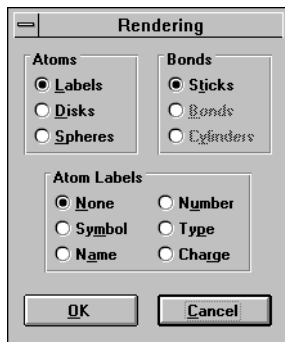 Rendering
Atoms
Labels
Disks
Spheres
Bonds
Sticks
Bonds
Cylinders
Atom Labels
None
Symbol
Name
Number
Type
Charge
OK
Cancel